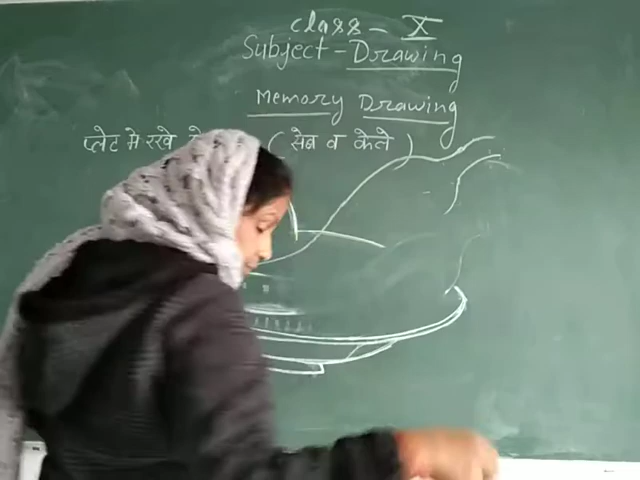 class - X
Subject - Drawing
Memory Drawing
प्लेट मे रखे ( सेब व केले )